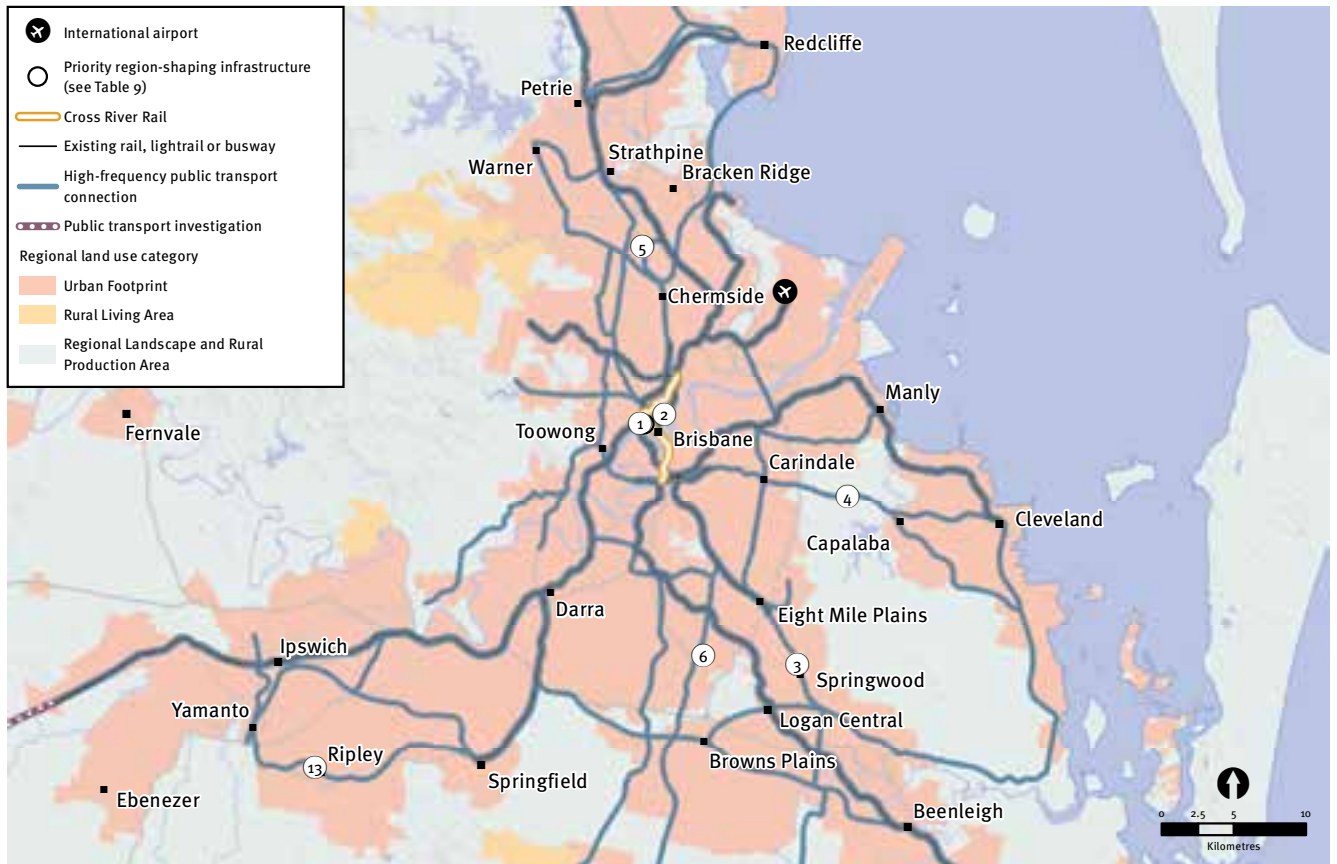 International airport
Priority region-shaping infrastructure
(see Table 9)
Cross River Rail
Existing rail, lightrail or busway
High-frequency public transport
connection
Public transport investigation
Regional land use category
Urban Footprint
Rural Living Area
Regional Landscape and Rural
Production Area
Redcliffe
Petrie
Strathpine
Warner
Bracken Ridge
5
Chermside
Manly
Fernvale
Toowong
1
2
Brisbane
Carindale
4
Capalaba
Cleveland
Darra
Eight Mile Plains
Ipswich
6
3
Springwood
Yamanto
Logan Central
Ripley
13
Browns Plains
Springfield
Ebenezer
Beenleigh
0 2.5 5 10
Kilometres